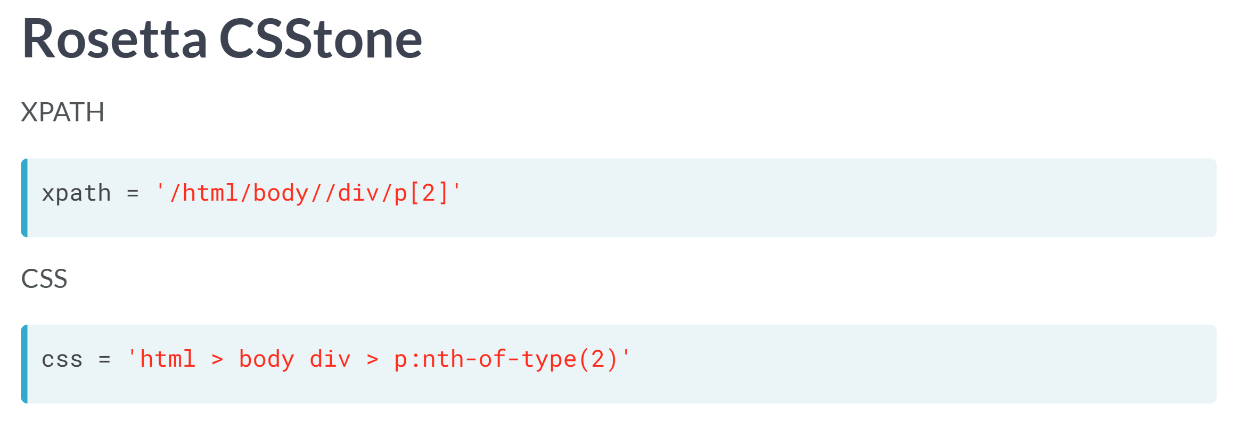 Rosetta CSStone
XPATH
xpath = '/html/body//div/p[2]'
CSS
css = 'html > body div > p:nth-of-type(2)'